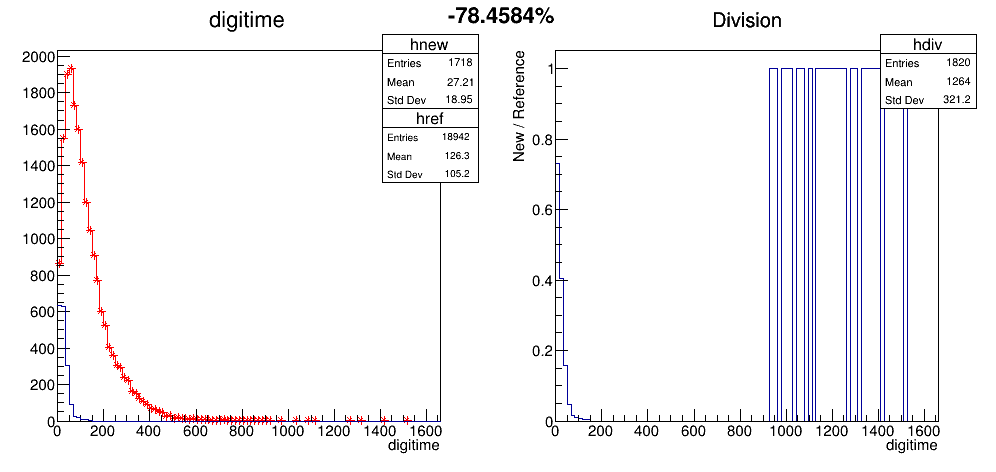 -78.4584%
digitime
hnew
Entries 1718
Mean 27.21
Std Dev 18.95
href
Entries 18942
Mean 126.3
Std Dev 105.2
2000
1800
1600
1400
1200
1000
800
600
400
200
0
0 200 400 600 800 1000 1200 1400 1600
digitime
Division
hdiv
Entries 1820
Mean 1264
Std Dev 321.2
New / Reference
1
0.8
0.6
0.4
0.2
0
0 200 400 600 800 1000 1200 1400 1600
digitime